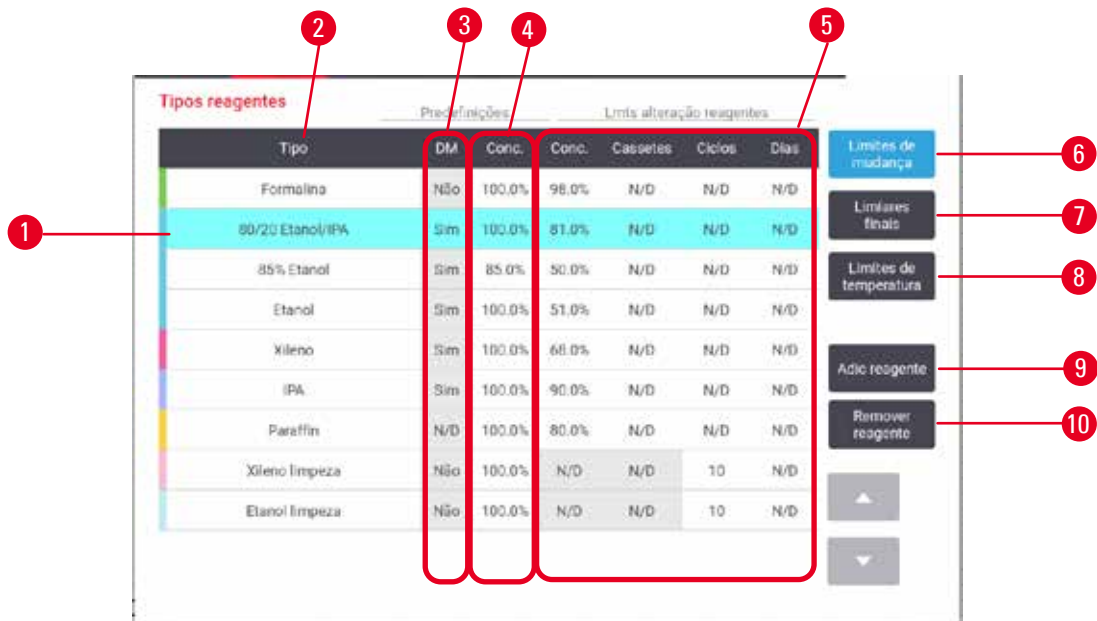 2 3 4 5
Tipos reagentes
Predefinições Lmts alteração reagentes
Tipo DM Conc. Conc. Cassetes Ciclos Dias
Formalina Não 100.0% 98.0% N/D N/D N/D
80/20 Etanol/IPA Sim 100.0% 81.0% N/D N/D N/D
85% Etanol Sim 85.0% 50.0% N/D N/D N/D
Etanol Sim 100.0% 51.0% N/D N/D N/D
Xileno Sim 100.0% 68.0% N/D N/D N/D
IPA Sim 100.0% 90.0% N/D N/D N/D
Paraffin N/D 100.0% 80.0% N/D N/D N/D
Xileno limpeza Não 100.0% N/D N/D 10 N/D
Etanol limpeza Não 100.0% N/D N/D 10 N/D
1
Limites de
mudança
6
Limiares
finais
7
Limites de
temperatura
8
Adic reagente
9
Remover
reagente
10